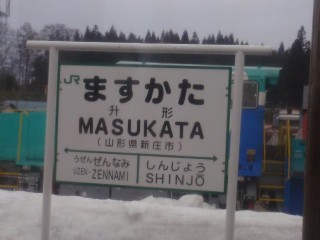 JR
ますかた
升形
MASUKATA
(山形県新庄市)
うぜんぜんなみ しんじょう
UZEN-ZENNAMI SHINJŌ